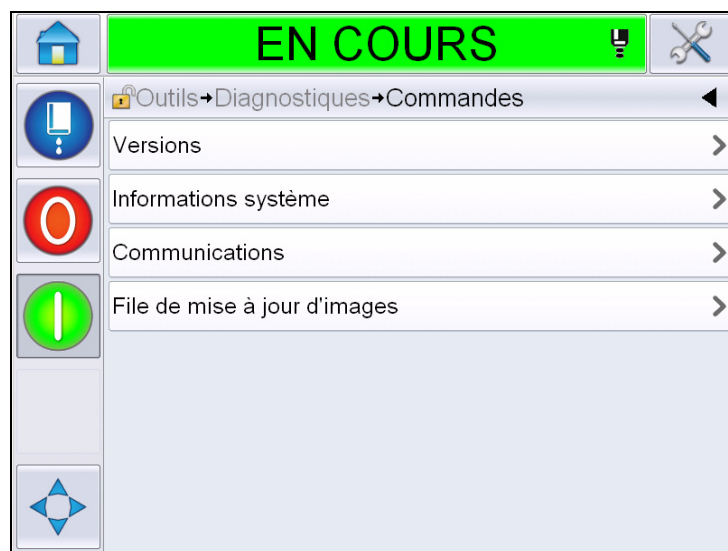 EN COURS
Outils→Diagnostiques→Commandes
Versions
Informations système
Communications
File de mise à jour d'images